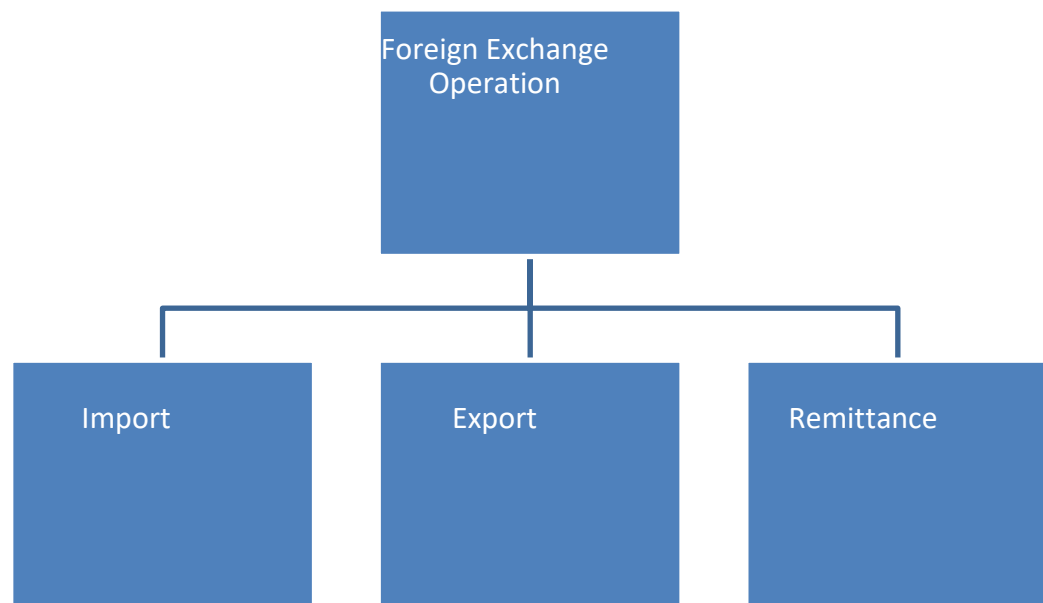 Foreign Exchange
Operation
Import
Export
Remittance